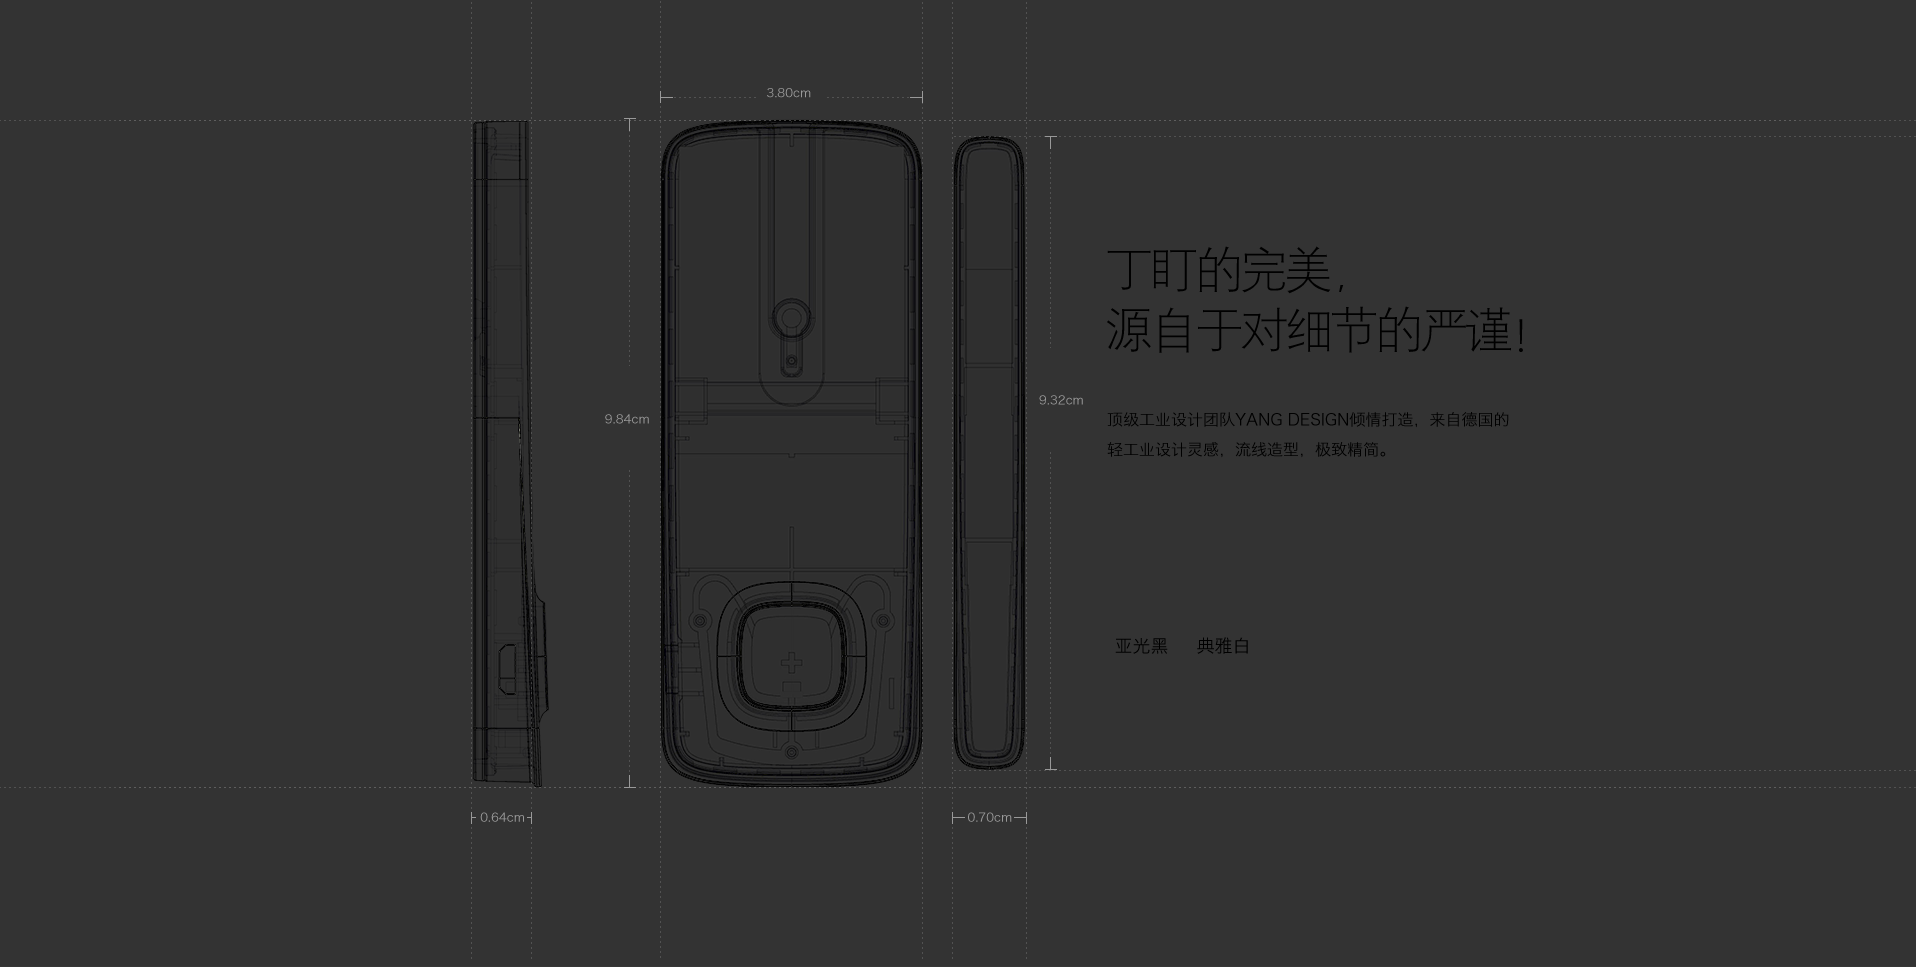 3.80cm
丁盯的完美，
源自于对细节的严谨！
9.32cm
9.84cm
顶级工业设计团队YANG DESIGN倾情打造，来自德国的
轻工业设计灵感，流线造型，极致精简。
亚光黑 典雅白
0.64cm
0.70cm